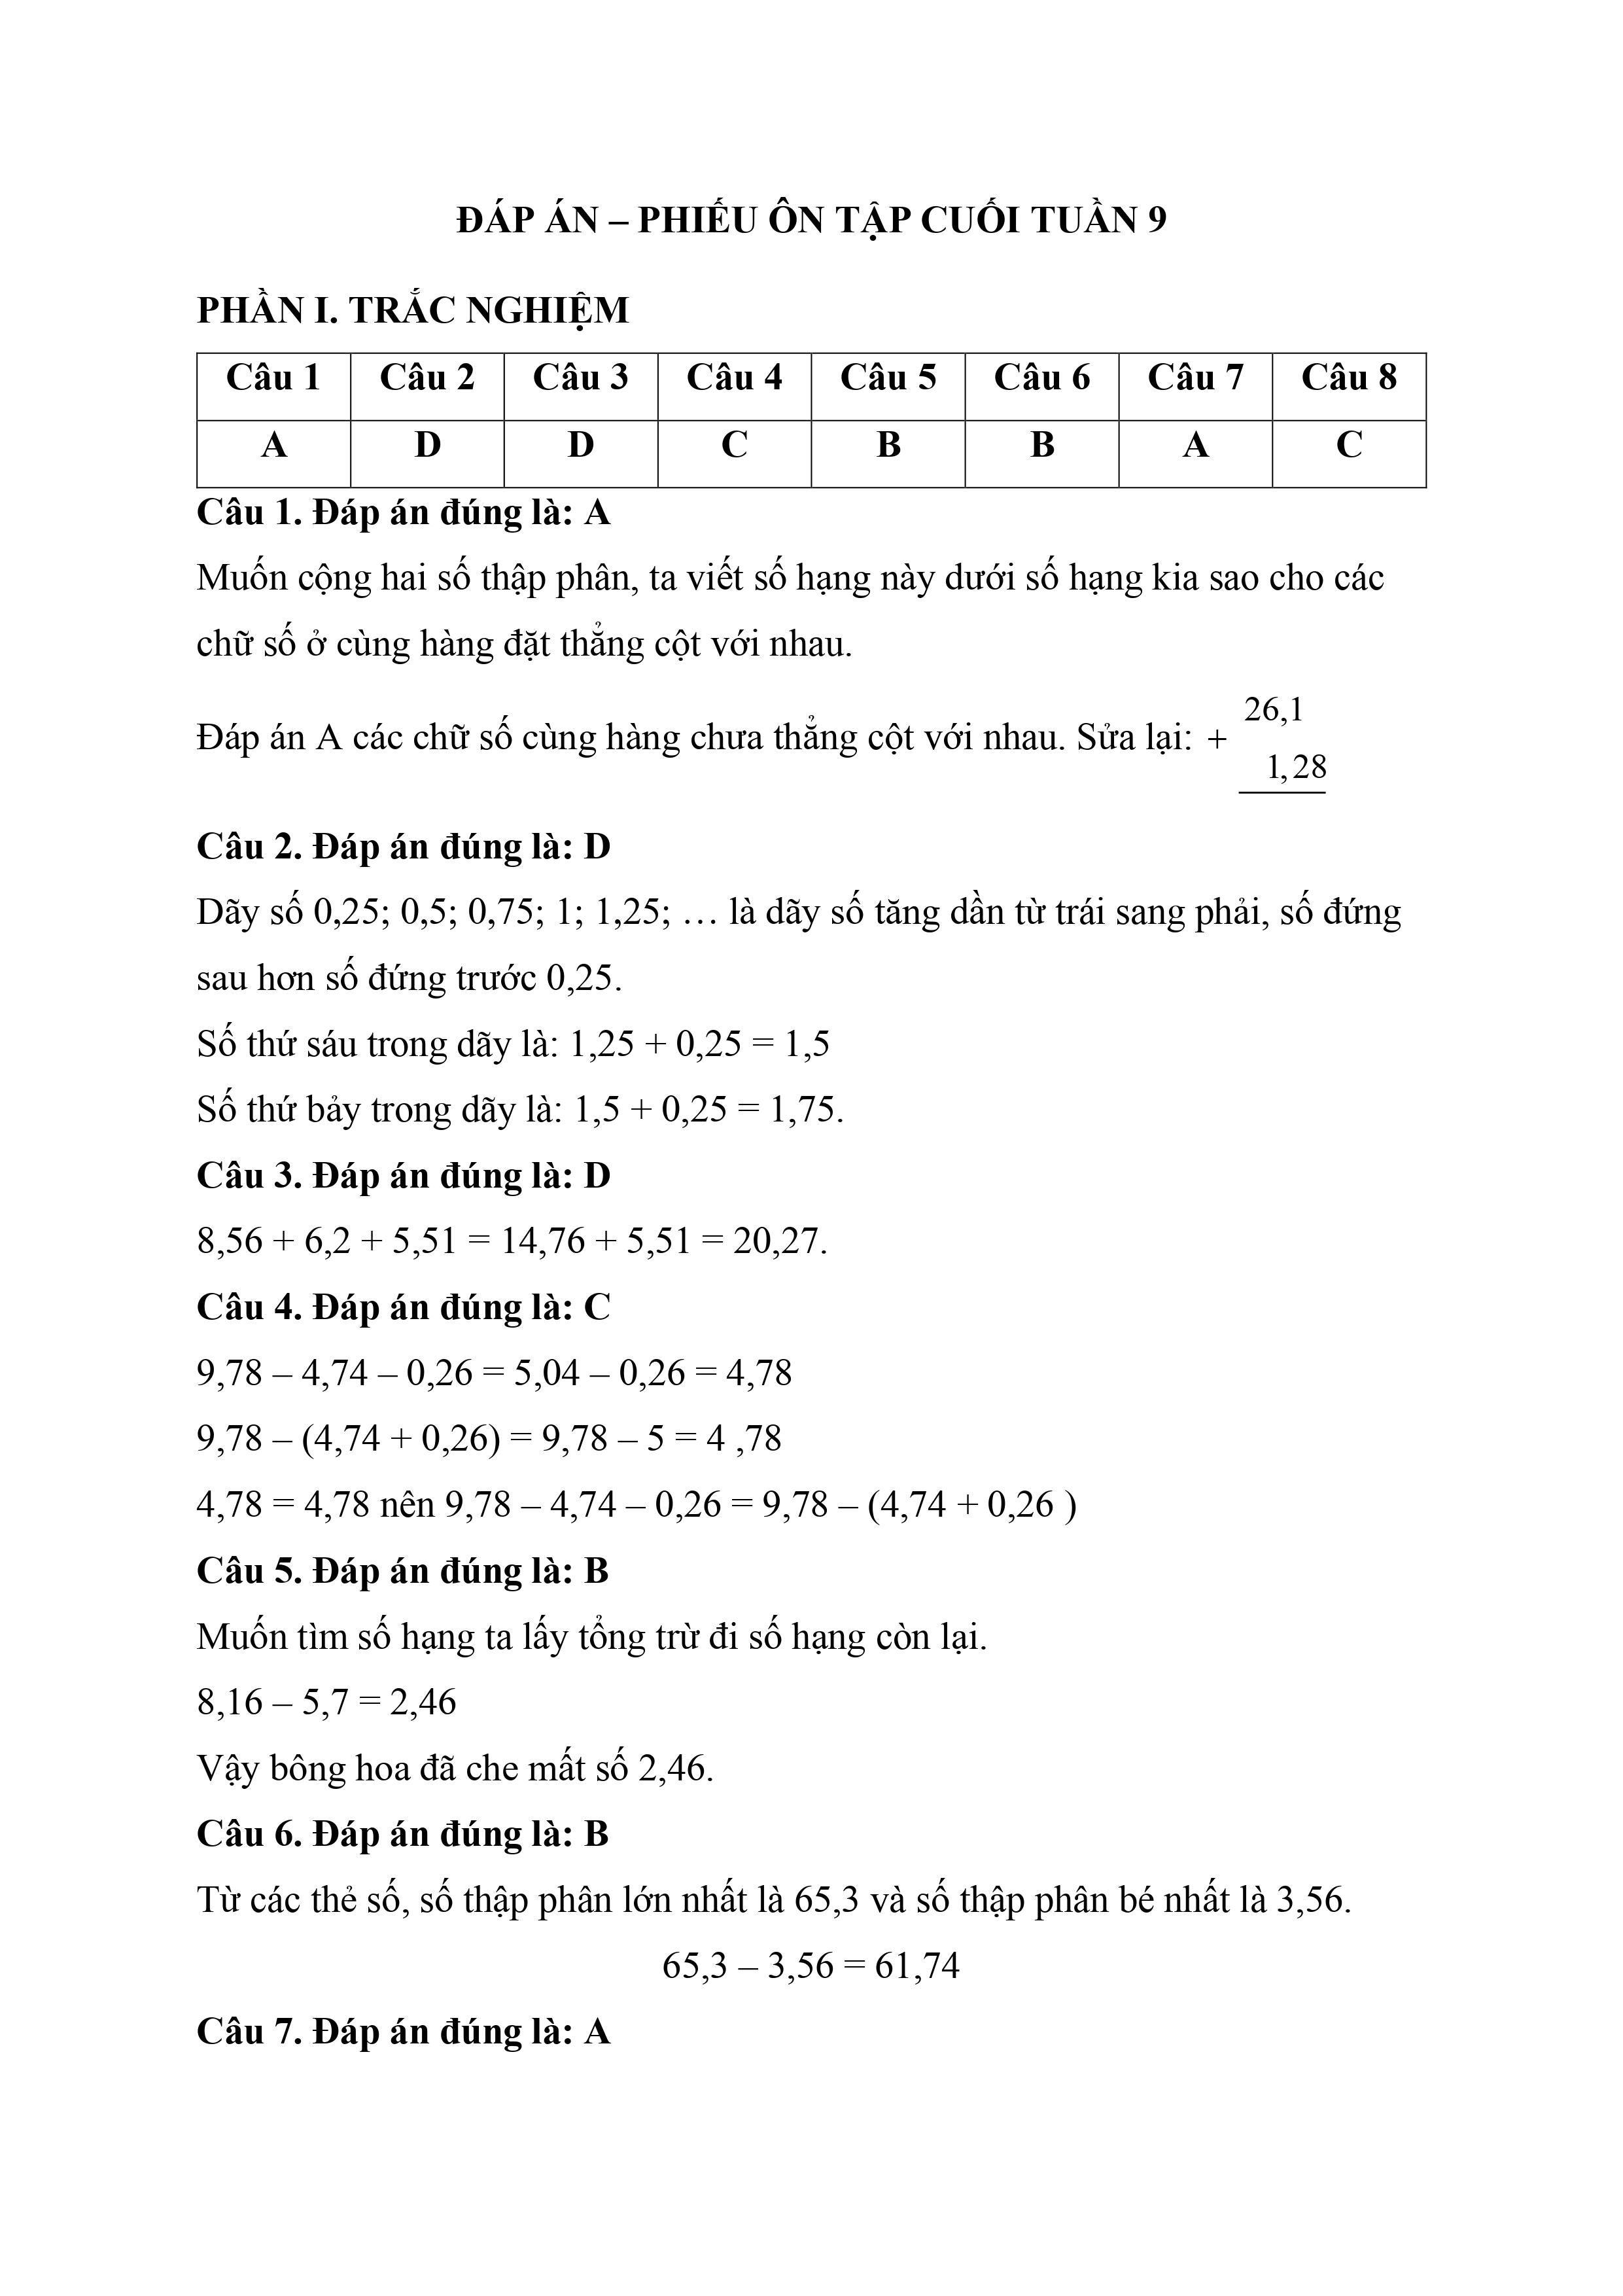 ĐÁP ÁN – PHIẾU ÔN TẬP CUỐI TUẦN 9
PHẦN I. TRẮC NGHIỆM
Câu 1 Câu 2 Câu 3 Câu 4 Câu 5 Câu 6 Câu 7 Câu 8
A D D C B B A C
Câu 1. Đáp án đúng là: A
Muốn cộng hai số thập phân, ta viết số hạng này dưới số hạng kia sao cho các
chữ số ở cùng hàng đặt thẳng cột với nhau.
Đáp án A các chữ số cùng hàng chưa thẳng cột với nhau. Sửa lại: +
26,1
1,28
Câu 2. Đáp án đúng là: D
Dãy số 0,25; 0,5; 0,75; 1; 1,25; … là dãy số tăng dần từ trái sang phải, số đứng
sau hơn số đứng trước 0,25.
Số thứ sáu trong dãy là: 1,25 + 0,25 = 1,5
Số thứ bảy trong dãy là: 1,5 + 0,25 = 1,75.
Câu 3. Đáp án đúng là: D
8,56 + 6,2 + 5,51 = 14,76 + 5,51 = 20,27.
Câu 4. Đáp án đúng là: C
9,78 – 4,74 – 0,26 = 5,04 – 0,26 = 4,78
9,78 – (4,74 + 0,26) = 9,78 – 5 = 4 ,78
4,78 = 4,78 nên 9,78 – 4,74 – 0,26 = 9,78 – (4,74 + 0,26 )
Câu 5. Đáp án đúng là: B
Muốn tìm số hạng ta lấy tổng trừ đi số hạng còn lại.
8,16 – 5,7 = 2,46
Vậy bông hoa đã che mất số 2,46.
Câu 6. Đáp án đúng là: B
Từ các thẻ số, số thập phân lớn nhất là 65,3 và số thập phân bé nhất là 3,56.
65,3 – 3,56 = 61,74
Câu 7. Đáp án đúng là: A